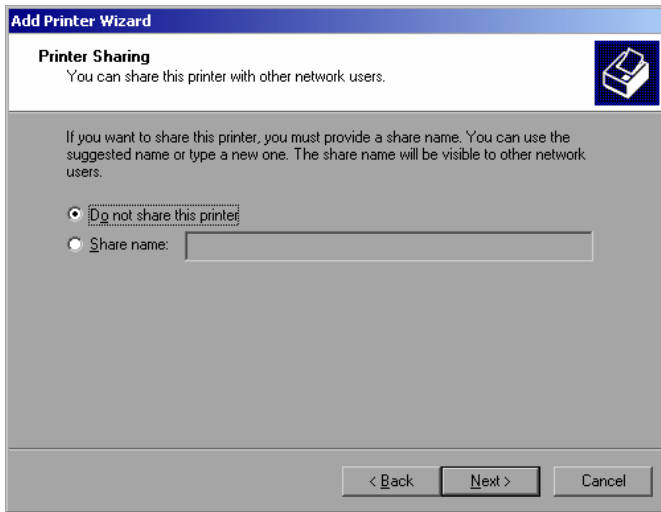 Add Printer Wizard
Printer Sharing
You can share this printer with other network users.
If you want to share this printer, you must provide a share name. You can use the
suggested name or type a new one. The share name will be visible to other network
users.
Do not share this printer
Share name:
< Back
Next >
Cancel